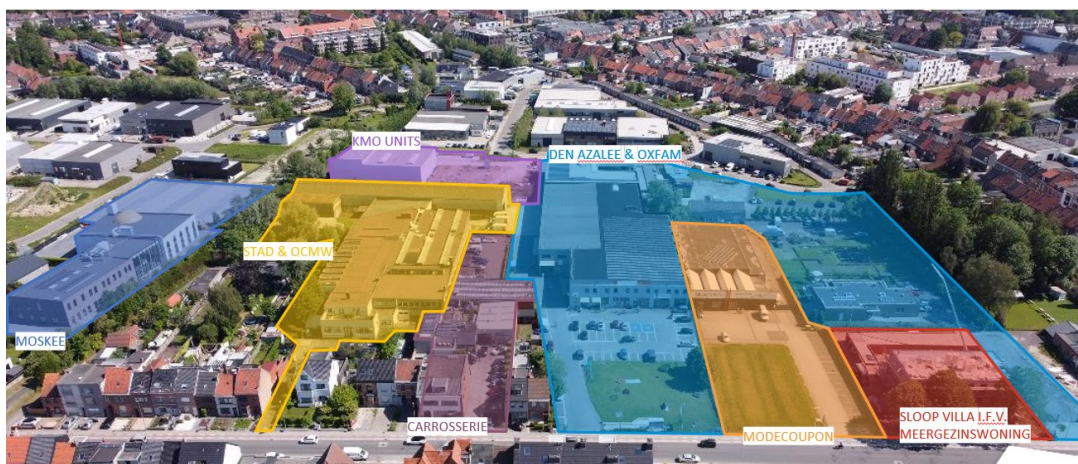 KMO UNITS
DEN AZALEE & OXFAM
STAD & OCMW
MOSKEE
CARROSSERIE
MODECOUPON
SLOOP VILLA I.F.V.
MEERGEZINSWONING